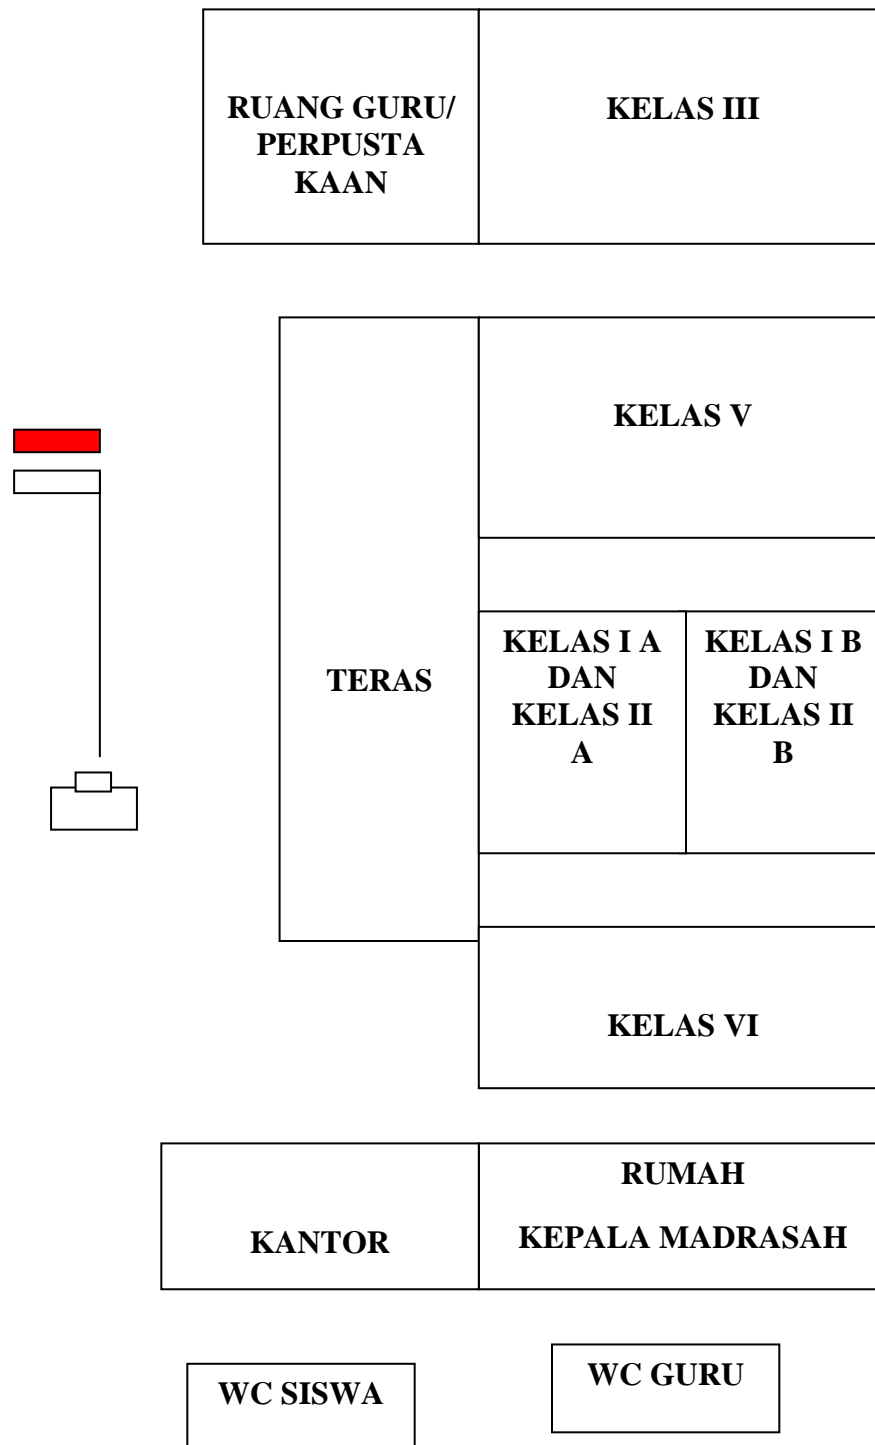 RUANG GURU/
PERPUSTA
KAAN
KELAS III
KELAS V
TERAS
KELAS I A
DAN
KELAS II
A
KELAS I B
DAN
KELAS II
B
KELAS VI
KANTOR
RUMAH
KEPALA MADRASAH
WC SISWA
WC GURU